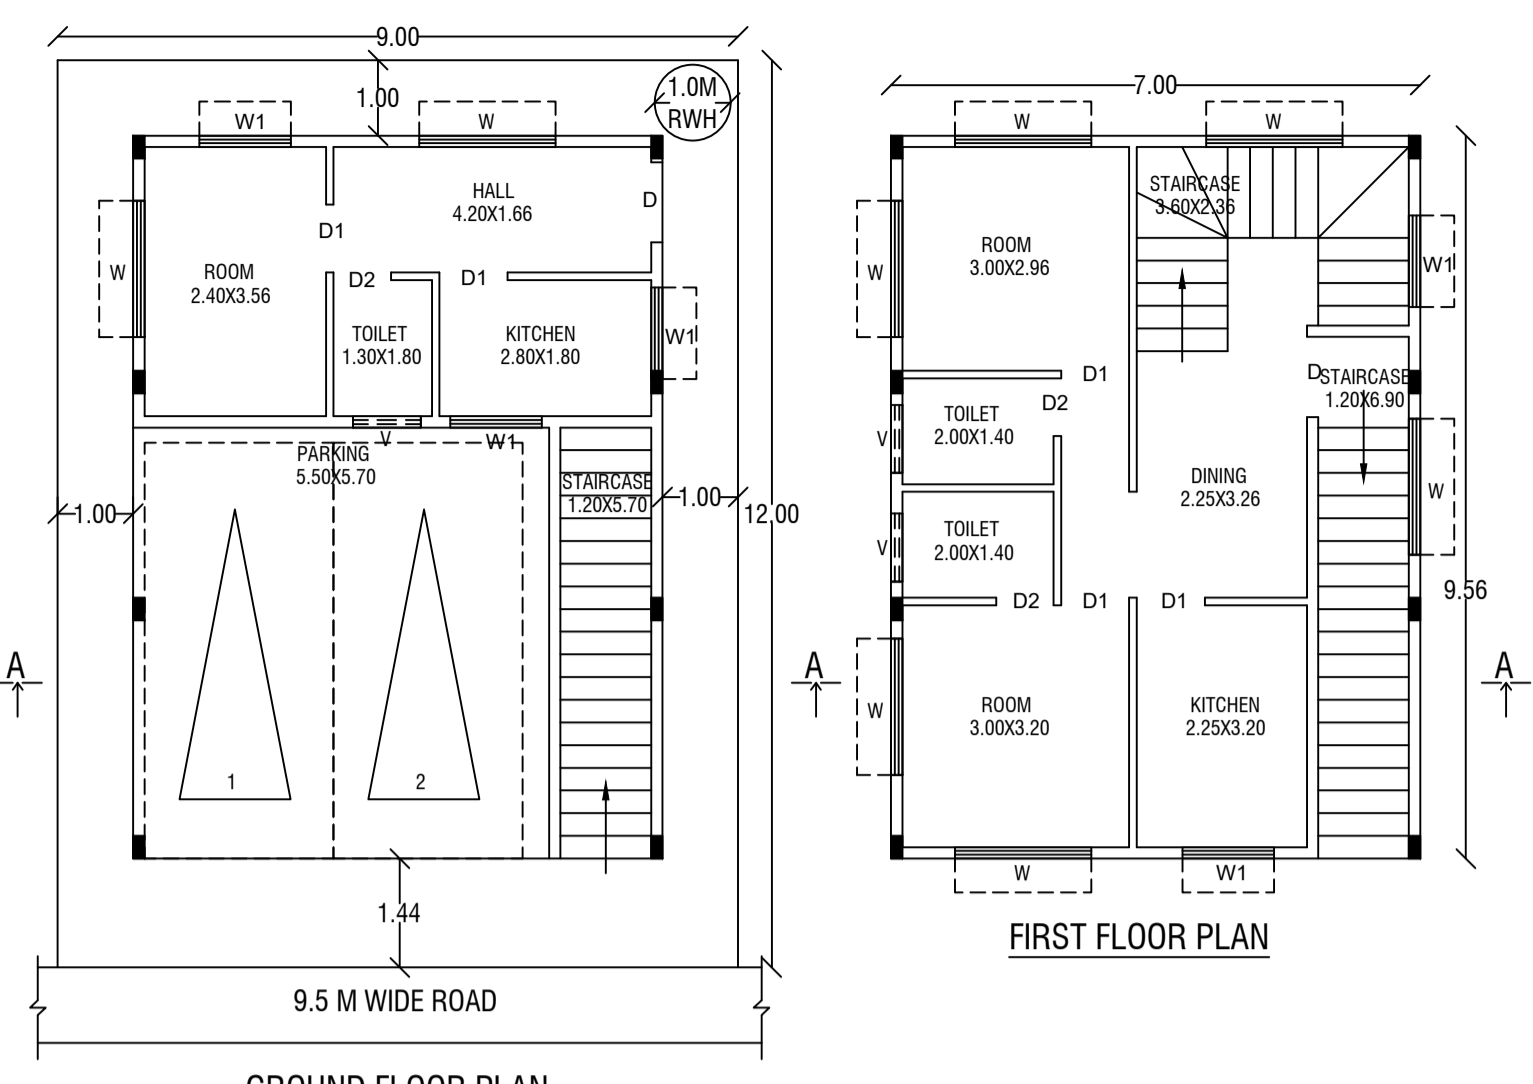 9.00
1.00
1.0M
RWH
W1
W
HALL
4.20X1.66
D
D1
W
ROOM
2.40X3.56
D2
D1
TOILET
1.30X1.80
KITCHEN
2.80X1.80
W1
V
W1
PARKING
5.50X5.70
STAIRCASE
1.20X5.70
1.00
1.00
12.00
A
1
2
1.44
9.5 M WIDE ROAD
GROUND FLOOR PLAN
7.00
W
W
STAIRCASE
3.60X2.36
ROOM
3.00X2.96
W
W1
D1
D
STAIRCASE
1.20X6.90
D2
TOILET
2.00X1.40
V
DINING
2.25X3.26
W
TOILET
2.00X1.40
V
D2
D1
D1
9.56
A
A
ROOM
3.00X3.20
KITCHEN
2.25X3.20
W
W
W1
FIRST FLOOR PLAN